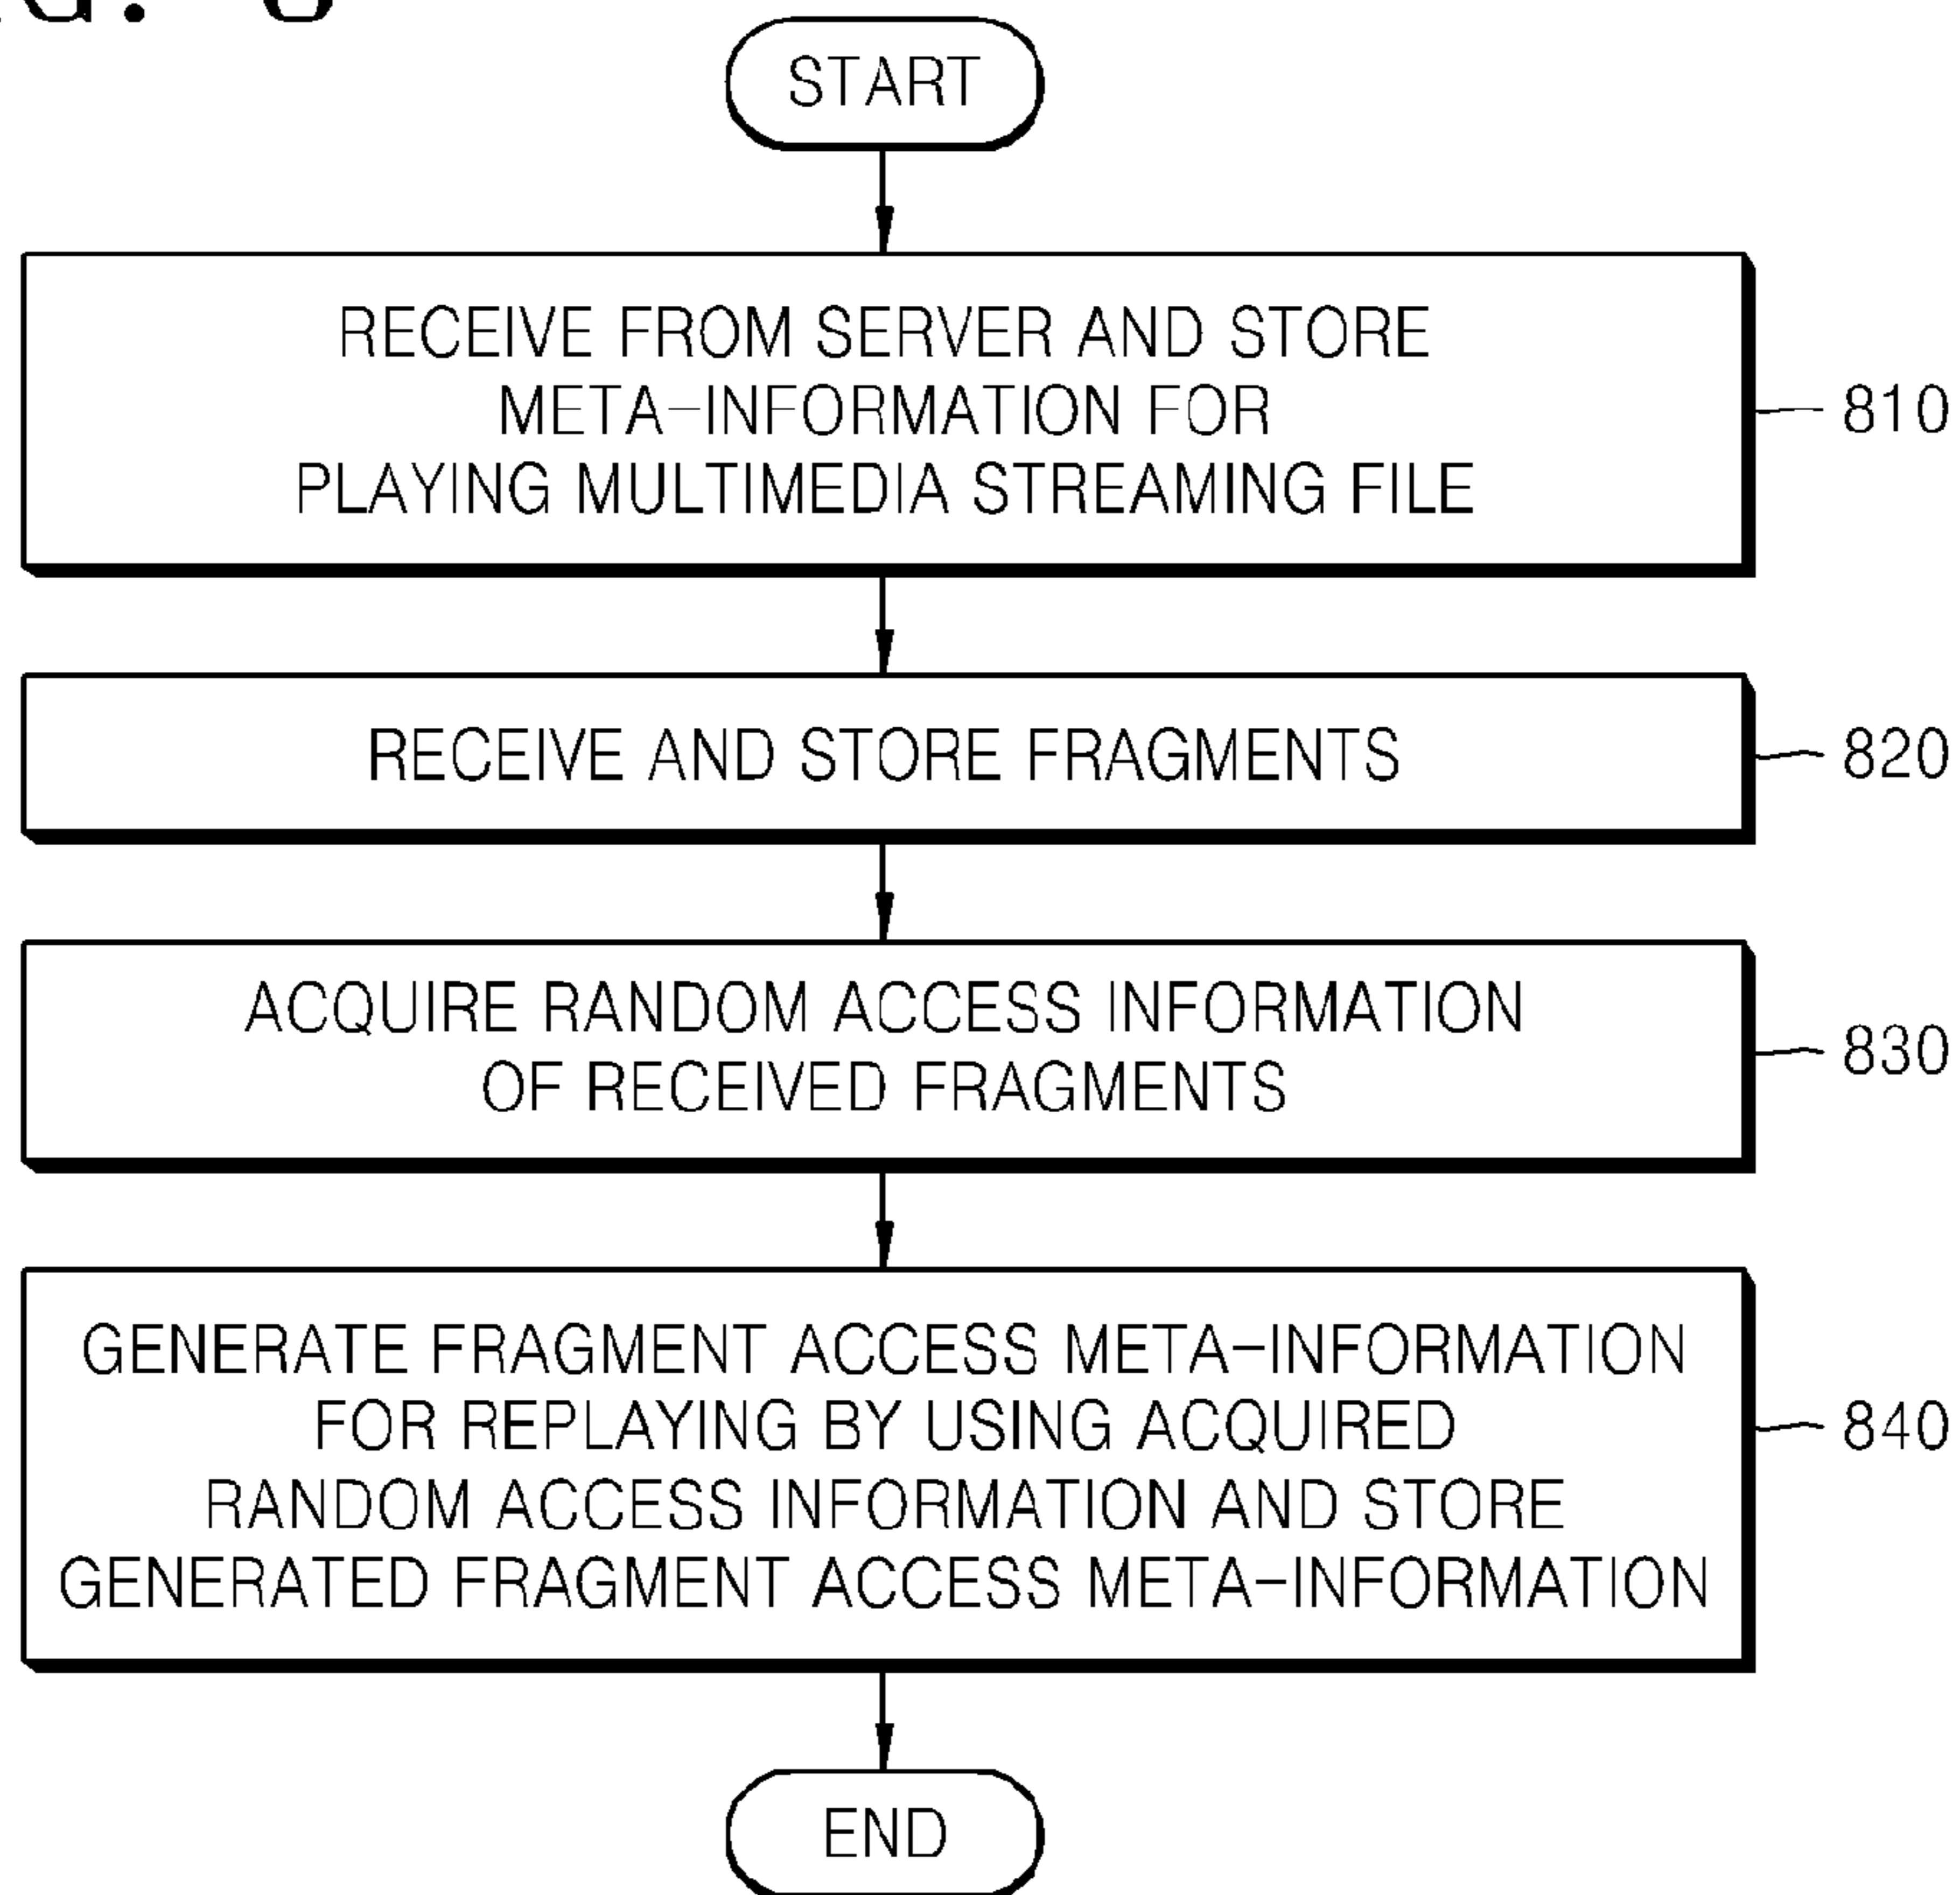 START
RECEIVE FROM SERVER AND STORE
META-INFORMATION FOR
PLAYING MULTIMEDIA STREAMING FILE
810
RECEIVE AND STORE FRAGMENTS
820
ACQUIRE RANDOM ACCESS INFORMATION
OF RECEIVED FRAGMENTS
830
GENERATE FRAGMENT ACCESS META-INFORMATION
FOR REPLAYING BY USING ACQUIRED
RANDOM ACCESS INFORMATION AND STORE
GENERATED FRAGMENT ACCESS META-INFORMATION
840
END